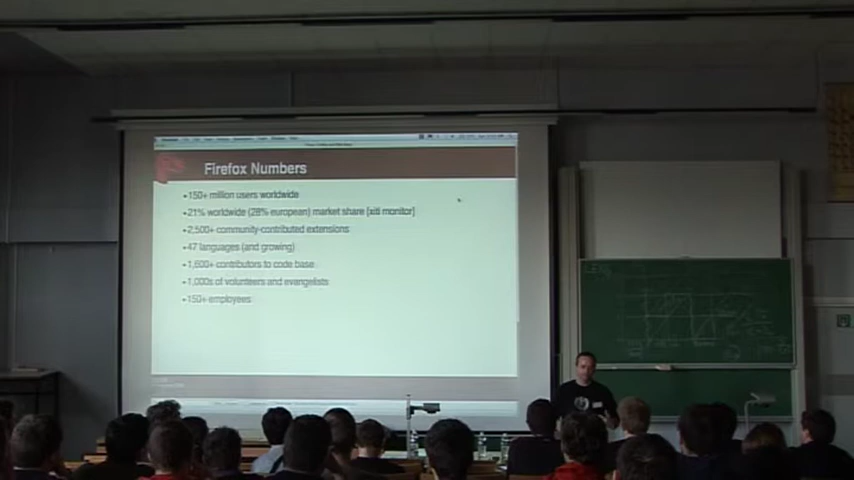 Firefox Numbers
150+ million users worldwide
21% worldwide (28% european) market share [xiti monitor]
2,500+ community-contributed extensions
47 languages (and growing)
1,600+ contributors to code base
1,000s of volunteers and evangelists
150+ employees